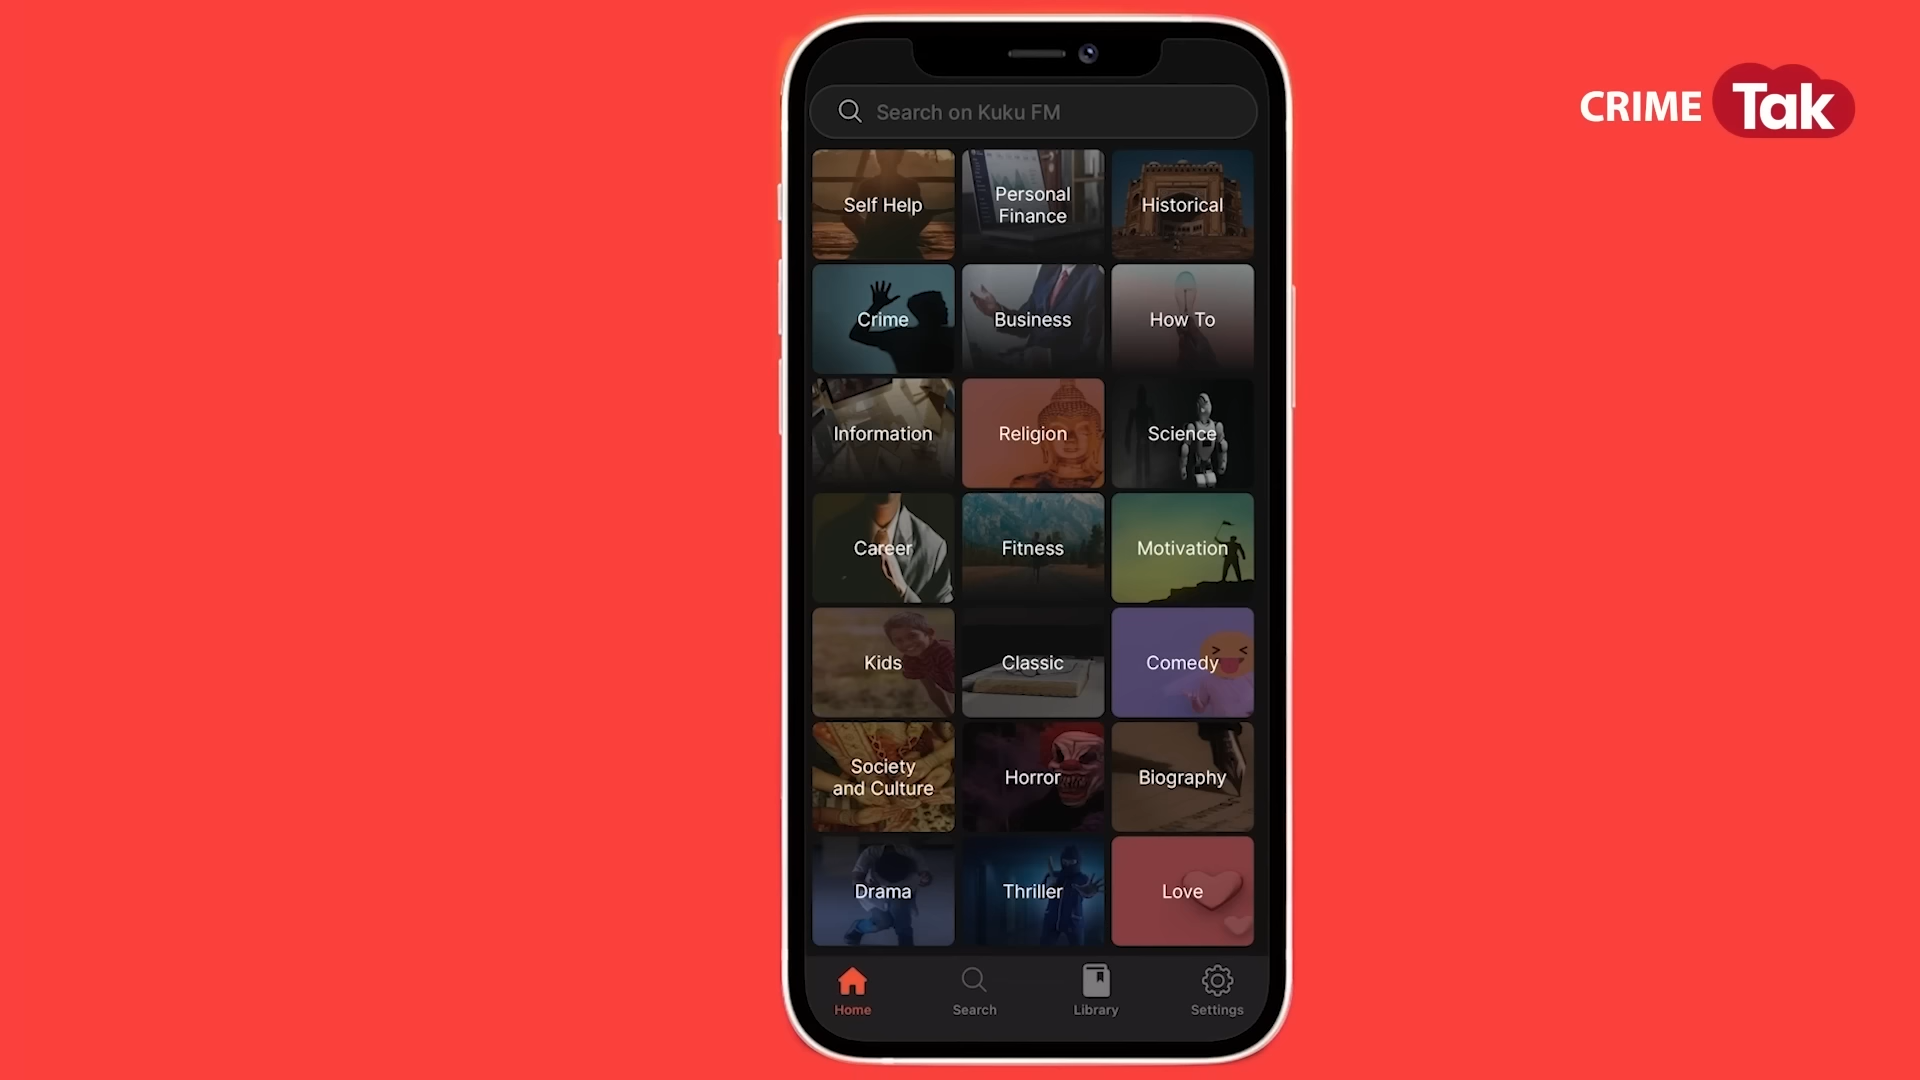 CRIME Tak
Search on Kuku FM
Self Help
Personal
Finance
Historical
Crime
Business
How To
Information
Religion
Science
Career
Fitness
Motivation
Kids
Classic
Comedy
Society
and Culture
Horror
Biography
Drama
Thriller
Love
Home
Search
Library
Settings